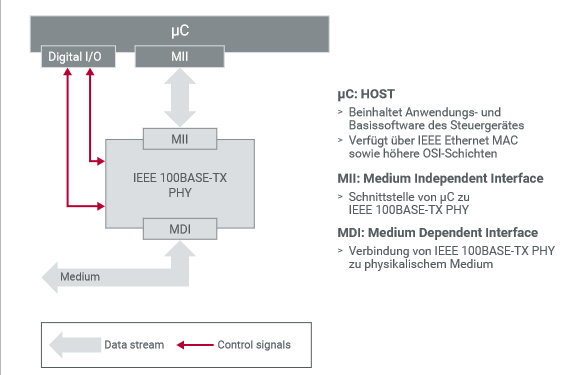 µC
Digital I/O
MII
MII
IEEE 100BASE-TX
PHY
MDI
Medium
Data stream
Control signals
µC: HOST
> Beinhaltet Anwendungs- und
Basissoftware des Steuergerätes
> Verfügt über IEEE Ethernet MAC
sowie höhere OSI-Schichten
MII: Medium Independent Interface
> Schnittstelle von µC zu
IEEE 100BASE-TX PHY
MDI: Medium Dependent Interface
> Verbindung von IEEE 100BASE-TX PHY
zu physikalischem Medium